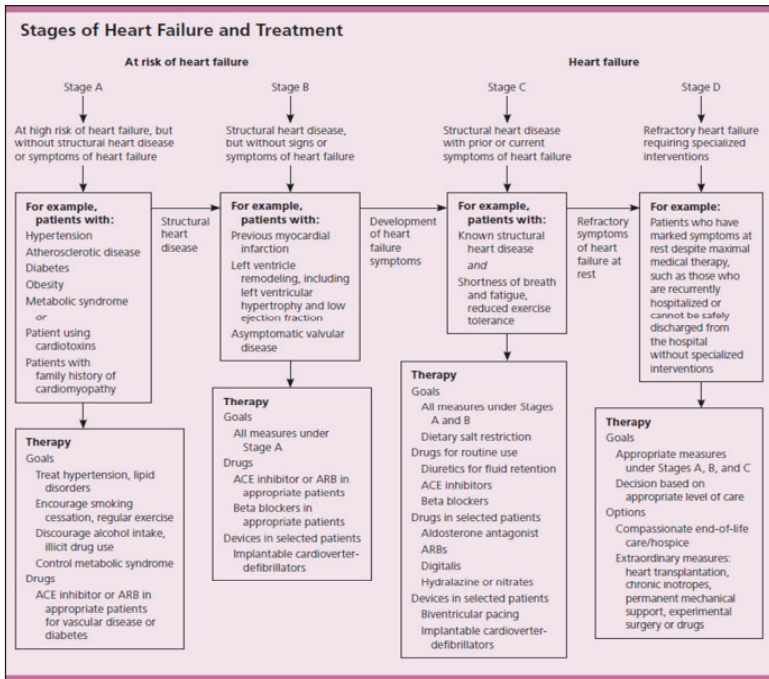 Stages of Heart Failure and Treatment
At risk of heart failure
Heart failure
Stage A
Stage B
Stage C
Stage D
At high risk of heart failure, but
without structural heart disease
or symptoms of heart failure
Structural heart disease,
but without signs or
symptoms of heart failure
Structural heart disease
with prior or current
symptoms of heart failure
Refractory heart failure
requiring specialized
interventions
For example,
patients with:
Hypertension
Atherosclerotic disease
Diabetes
Obesity
Metabolic syndrome
or
Patient using
cardiotoxins
Patients with
family history of
cardiomyopathy
Structural
heart
disease
For example,
patients with:
Previous myocardial
infarction
Left ventricle
remodeling, including
left ventricular
hypertrophy and low
ejection fraction
Asymptomatic valvular
disease
Development
of heart
failure
symptoms
For example,
patients with:
Known structural
heart disease
and
Shortness of breath
and fatigue,
reduced exercise
tolerance
Refractory
symptoms
of heart
failure at
rest
For example:
Patients who have
marked symptoms at
rest despite maximal
medical therapy,
such as those who
are recurrently
hospitalized or
cannot be safely
discharged from
the hospital
without specialized
interventions
Therapy
Goals
Treat hypertension, lipid
disorders
Encourage smoking
cessation, regular exercise
Discourage alcohol intake,
illicit drug use
Control metabolic syndrome
Drugs
ACE inhibitor or ARB in
appropriate patients
for vascular disease or
diabetes
Therapy
Goals
All measures under
Stage A
Drugs
ACE inhibitor or ARB in
appropriate patients
Beta blockers in
appropriate patients
Devices in selected patients
Implantable cardioverter-
defibrillators
Therapy
Goals
All measures under Stages
A and B
Dietary salt restriction
Drugs for routine use
Diuretics for fluid retention
ACE inhibitors
Beta blockers
Drugs in selected patients
Aldosterone antagonist
ARBs
Digitalis
Hydralazine or nitrates
Devices in selected patients
Biventricular pacing
Implantable cardioverter-
defibrillators
Therapy
Goals
Appropriate measures
under Stages A, B, and C
Decision based on
appropriate level of care
Options
Compassionate end-of-life
care/hospice
Extraordinary measures:
heart transplantation,
chronic inotropes,
permanent mechanical
support, experimental
surgery or drugs